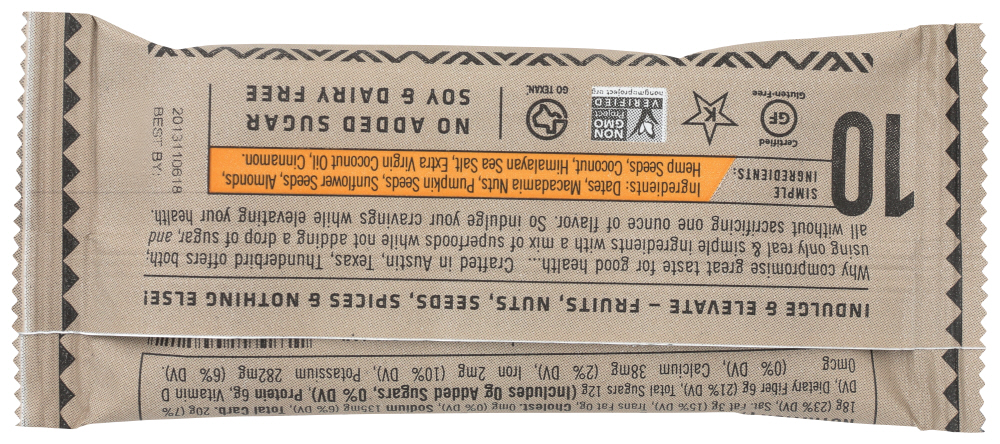 18g (23% DV), Sat. Fat 3g (15% DV), Trans Fat 0g, Cholest. 0mg (0% DV), Sodium 135mg (6% DV), Total Carb. 20g (7%
DV), Dietary Fiber 6g (21% DV), Total Sugars 12g (Includes 0g Added Sugars, 0% DV), Protein 6g, Vitamin D
0mcg (0% DV), Calcium 38mg (2% DV), Iron 2mg (10% DV), Potassium 282mg (6% DV).
INDULGE & ELEVATE – FRUITS, NUTS, SEEDS, SPICES & NOTHING ELSE!
Why compromise great taste for good health... Crafted in Austin, Texas, Thunderbird offers both;
using only real & simple ingredients with a mix of superfoods while not adding a drop of sugar, and
all without sacrificing one ounce of flavor. So indulge your cravings while elevating your health.
10
SIMPLE
INGREDIENTS:
Ingredients: Dates, Macadamia Nuts, Pumpkin Seeds, Sunflower Seeds, Almonds,
Hemp Seeds, Coconut, Himalayan Sea Salt, Extra Virgin Coconut Oil, Cinnamon.
Certified
GF
Gluten-Free
K
NON
GMO
Project
VERIFIED
nongmoproject.org
GO TEXAN.
NO ADDED SUGAR
SOY & DAIRY FREE
BEST BY:
2013110618